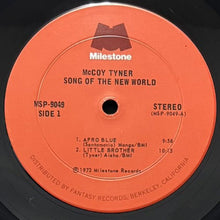 Milestone
McCOY TYNER
SONG OF THE NEW WORLD
MSP-9049
SIDE 1
STEREO
(MSP-9049-A)
1. AFRO BLUE 9:56
(Santamaria) Mongo/BMI
2. LITTLE BROTHER 10:13
(Tyner) Aisha/BMI
℗1973 Milestone Records
DISTRIBUTED BY FANTASY RECORDS, BERKELEY, CALIFORNIA